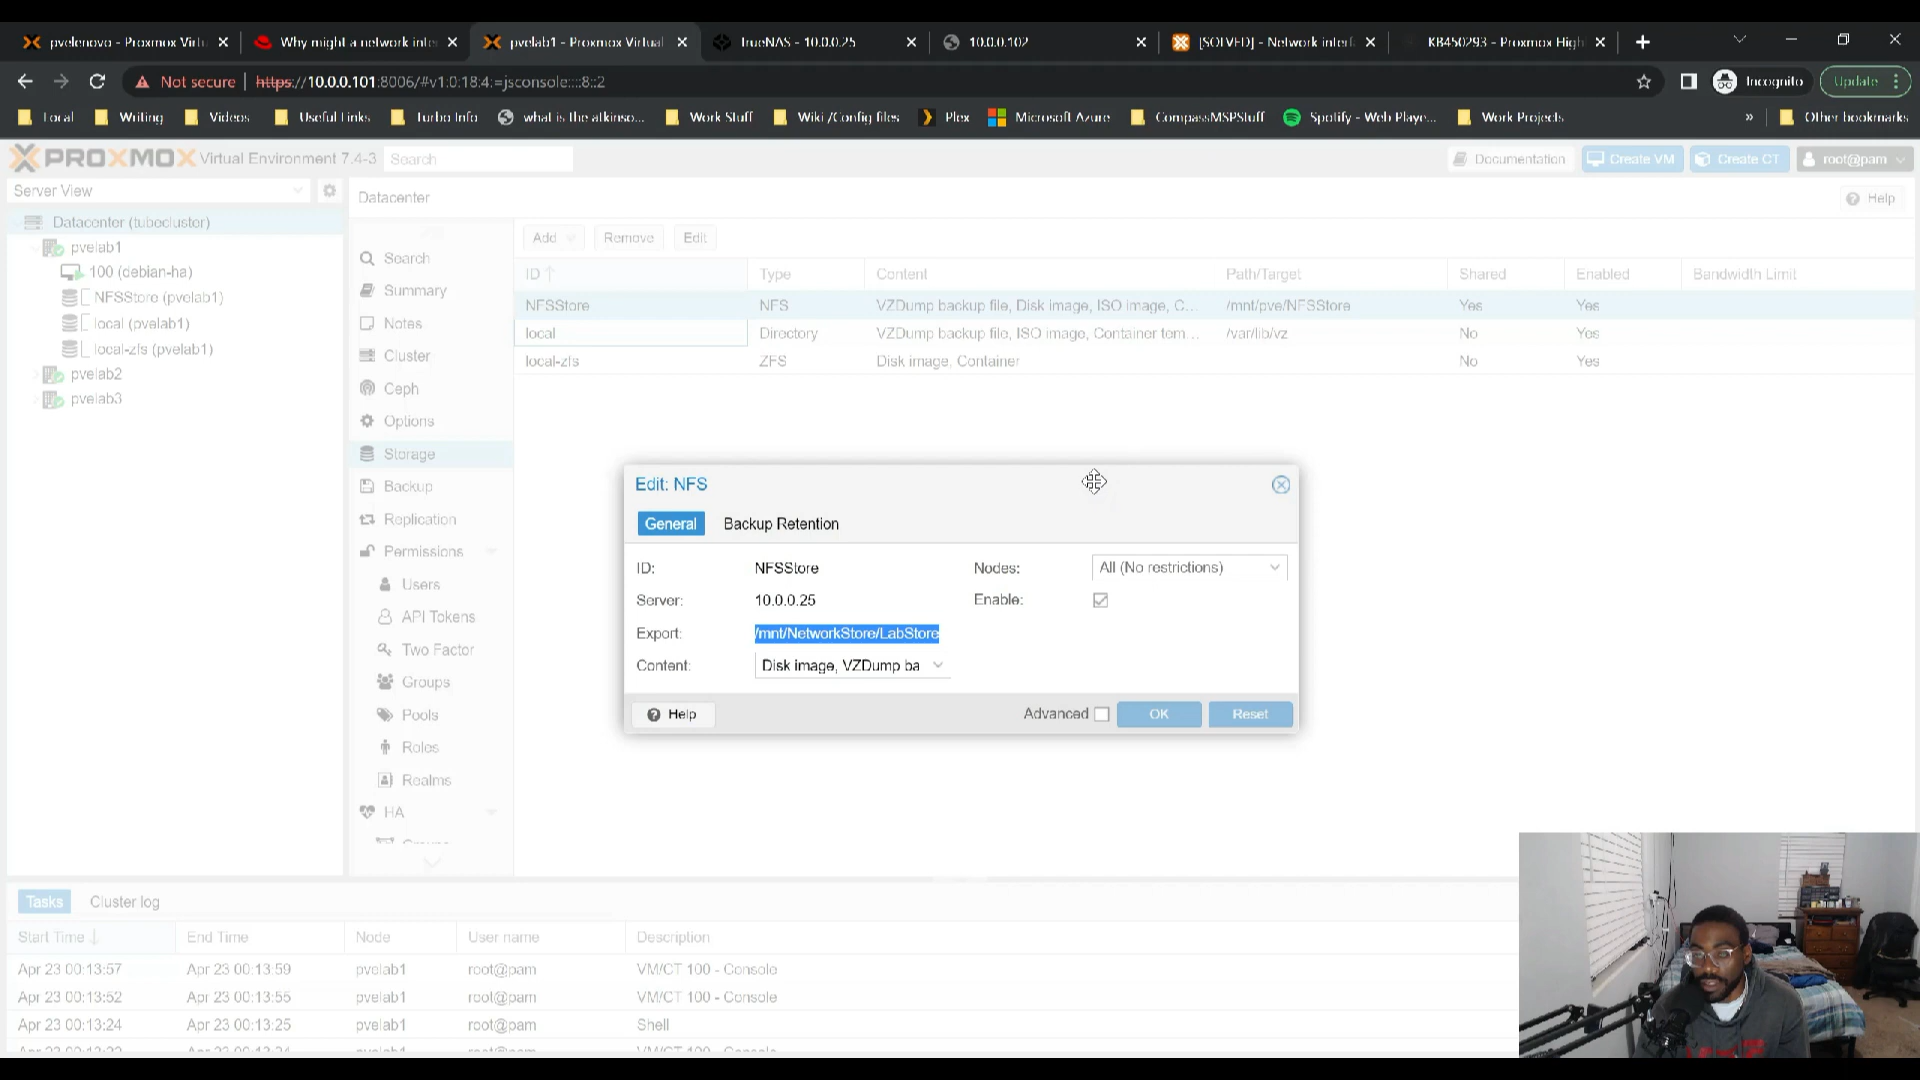 pvelenovo - Proxmox Virtu
Why might a network inte
pvelab1 - Proxmox Virtual
TrueNAS - 10.0.0.25
10.0.0.102
[SOLVED] - Network interf
KB450293 - Proxmox High
Not secure
https://10.0.0.101:8006/#v1:0:18:4:=jsconsole::::8::2
Incognito
Update
Local
Writing
Videos
Useful Links
Turbo Info
what is the atkinso...
Work Stuff
Wiki /Config files
Plex
Microsoft Azure
CompassMSPStuff
Spotify - Web Playe...
Work Projects
»
Other bookmarks
PROXMOX Virtual Environment 7.4-3
Search
Documentation
Create VM
Create CT
root@pam
Server View
Datacenter
Help
Datacenter (tubecluster)
pvelab1
100 (debian-ha)
NFSStore (pvelab1)
local (pvelab1)
local-zfs (pvelab1)
pvelab2
pvelab3
Search
Summary
Notes
Cluster
Ceph
Options
Storage
Backup
Replication
Permissions
Users
API Tokens
Two Factor
Groups
Pools
Roles
Realms
HA
Groups
Add
Remove
Edit
ID Type Content Path/Target Shared Enabled Bandwidth Limit
NFSStore NFS VZDump backup file, Disk image, ISO image, C... /mnt/pve/NFSStore Yes Yes
local Directory VZDump backup file, ISO image, Container tem... /var/lib/vz No Yes
local-zfs ZFS Disk image, Container No Yes
Edit: NFS
General
Backup Retention
ID: NFSStore
Nodes: All (No restrictions)
Server: 10.0.0.25
Enable:
Export: /mnt/NetworkStore/LabStore
Content: Disk image, VZDump ba
Help
Advanced
OK
Reset
Tasks
Cluster log
Start Time End Time Node User name Description
Apr 23 00:13:57 Apr 23 00:13:59 pvelab1 root@pam VM/CT 100 - Console
Apr 23 00:13:52 Apr 23 00:13:55 pvelab1 root@pam VM/CT 100 - Console
Apr 23 00:13:24 Apr 23 00:13:25 pvelab1 root@pam Shell